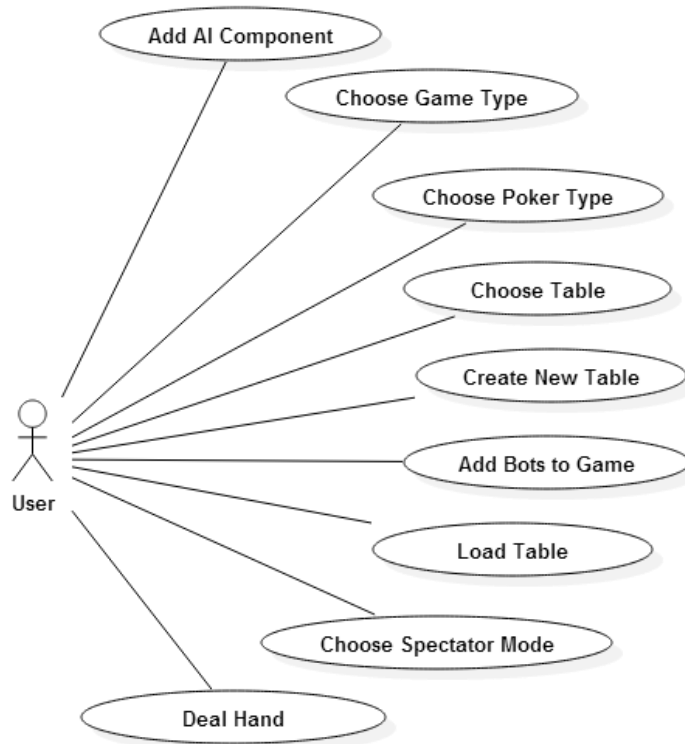 Add AI Component
Choose Game Type
Choose Poker Type
Choose Table
Create New Table
Add Bots to Game
User
Load Table
Choose Spectator Mode
Deal Hand